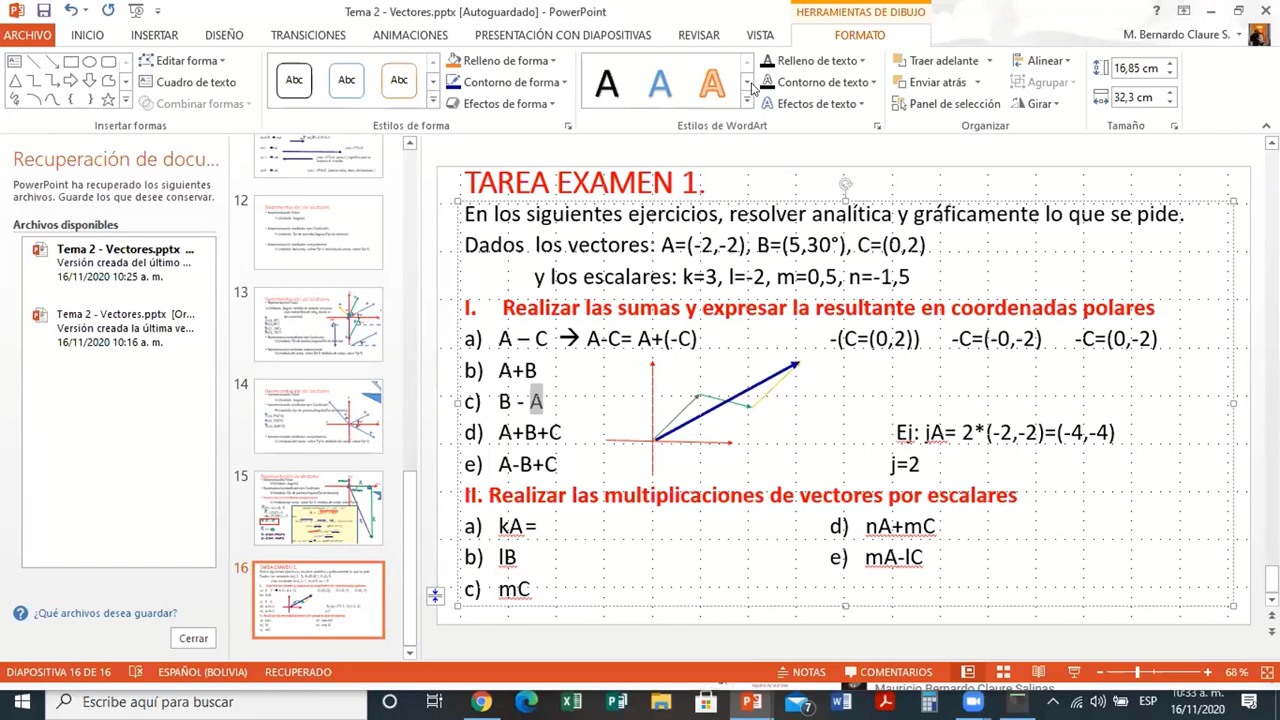 Tema 2 - Vectores.pptx [Autoguardado] - PowerPoint
HERRAMIENTAS DE DIBUJO
ARCHIVO INICIO INSERTAR DISEÑO TRANSICIONES ANIMACIONES PRESENTACIÓN CON DIAPOSITIVAS REVISAR VISTA FORMATO M. Bernardo Claure S.
Editar forma
Cuadro de texto
Combinar formas
Insertar formas
Abc Abc Abc
Relleno de forma
Contorno de forma
Efectos de forma
Estilos de forma
A A A
Relleno de texto
Contorno de texto
Efectos de texto
Estilos de WordArt
Traer adelante
Enviar atrás
Panel de selección
Alinear
Agrupar
Girar
Organizar
16,85 cm
32,3 cm
Tamaño
Recuperación de docu...
PowerPoint ha recuperado los siguientes
archivos. Guarde los que desee conservar.
Archivos disponibles
Tema 2 - Vectores.pptx ...
Versión creada del último ...
16/11/2020 10:25 a. m.
Tema 2 - Vectores.pptx [Or...
Versión creada la última ve...
16/11/2020 10:16 a. m.
¿Qué archivos desea guardar?
Cerrar
12
13
14
15
16
TAREA EXAMEN 1.
En los siguientes ejercicios, resolver analítica y gráficamente lo que se pide.
Dados los vectores: A=(-2,-2), B=(5,30°), C=(0,2)
y los escalares: k=3, l=-2, m=0,5, n=-1,5
I. Realizar las sumas y expresar la resultante en coordenadas polares
a) A – C → A-C= A+(-C) -(C=(0,2)) -C=(-0,-2) -C=(0,-2)
b) A+B
c) B - A
d) A+B+C Ej: jA= 2*(-2,-2)=(-4,-4)
e) A-B+C j=2
II. Realizar las multiplicaciones de vectores por escalares
a) kA= d) nA+mC
b) lB e) mA-lC
c) mC
DIAPOSITIVA 16 DE 16 ESPAÑOL (BOLIVIA) RECUPERADO NOTAS COMENTARIOS 68 %
Mauricio Bernardo Claure Salinas
Escribe aquí para buscar
7
ESP
10:33 a. m.
16/11/2020